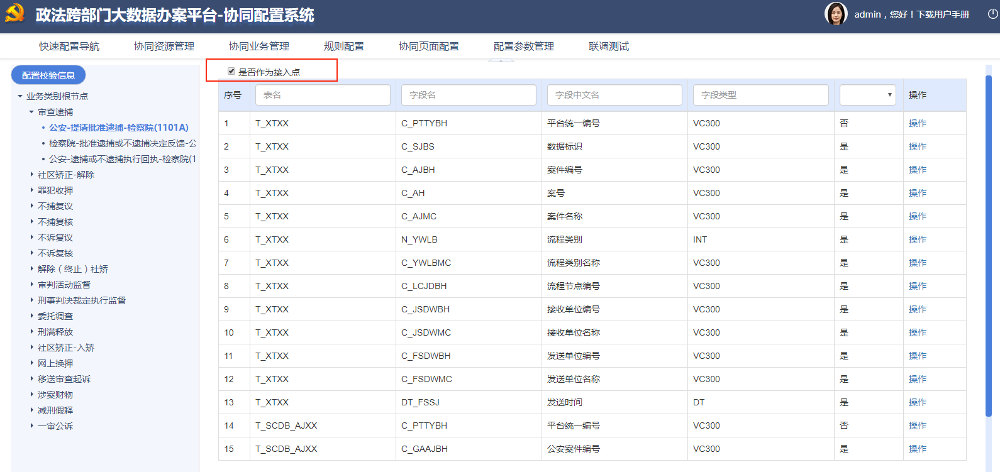 政法跨部门大数据办案平台-协同配置系统
admin，您好！下载用户手册
快速配置导航 协同资源管理 协同业务管理 规则配置 协同页面配置 配置参数管理 联调测试
配置校验信息
业务类别根节点
审查逮捕
公安-提请批准逮捕-检察院(1101A)
检察院-批准逮捕或不逮捕决定反馈-公
公安-逮捕或不逮捕执行回执-检察院(1
社区矫正-解除
罪犯收押
不捕复议
不捕复核
不诉复议
不诉复核
解除（终止）社矫
审判活动监督
刑事判决裁定执行监督
委托调查
刑满释放
社区矫正-入矫
网上换押
移送审查起诉
涉案财物
减刑假释
一审公诉
是否作为接入点
序号 表名 字段名 字段中文名 字段类型 操作
1 T_XTXX C_PTTYBH 平台统一编号 VC300 否 操作
2 T_XTXX C_SJBS 数据标识 VC300 是 操作
3 T_XTXX C_AJBH 案件编号 VC300 是 操作
4 T_XTXX C_AH 案号 VC300 是 操作
5 T_XTXX C_AJMC 案件名称 VC300 是 操作
6 T_XTXX N_YWLB 流程类别 INT 是 操作
7 T_XTXX C_YWLBMC 流程类别名称 VC300 是 操作
8 T_XTXX C_LCJDBH 流程节点编号 VC300 是 操作
9 T_XTXX C_JSDWBH 接收单位编号 VC300 是 操作
10 T_XTXX C_JSDWMC 接收单位名称 VC300 是 操作
11 T_XTXX C_FSDWBH 发送单位编号 VC300 是 操作
12 T_XTXX C_FSDWMC 发送单位名称 VC300 是 操作
13 T_XTXX DT_FSSJ 发送时间 DT 是 操作
14 T_SCDB_AJXX C_PTTYBH 平台统一编号 VC300 否 操作
15 T_SCDB_AJXX C_GAAJBH 公安案件编号 VC300 是 操作